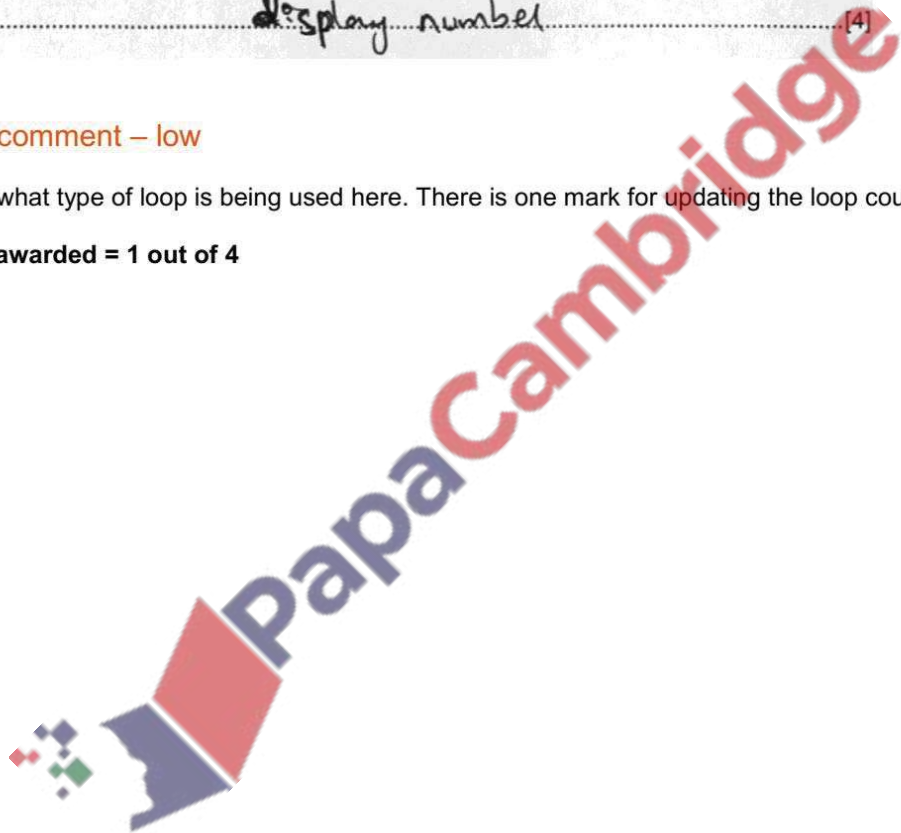 display number [4]
comment – low
what type of loop is being used here. There is one mark for updating the loop cou
awarded = 1 out of 4
PapaCambridge